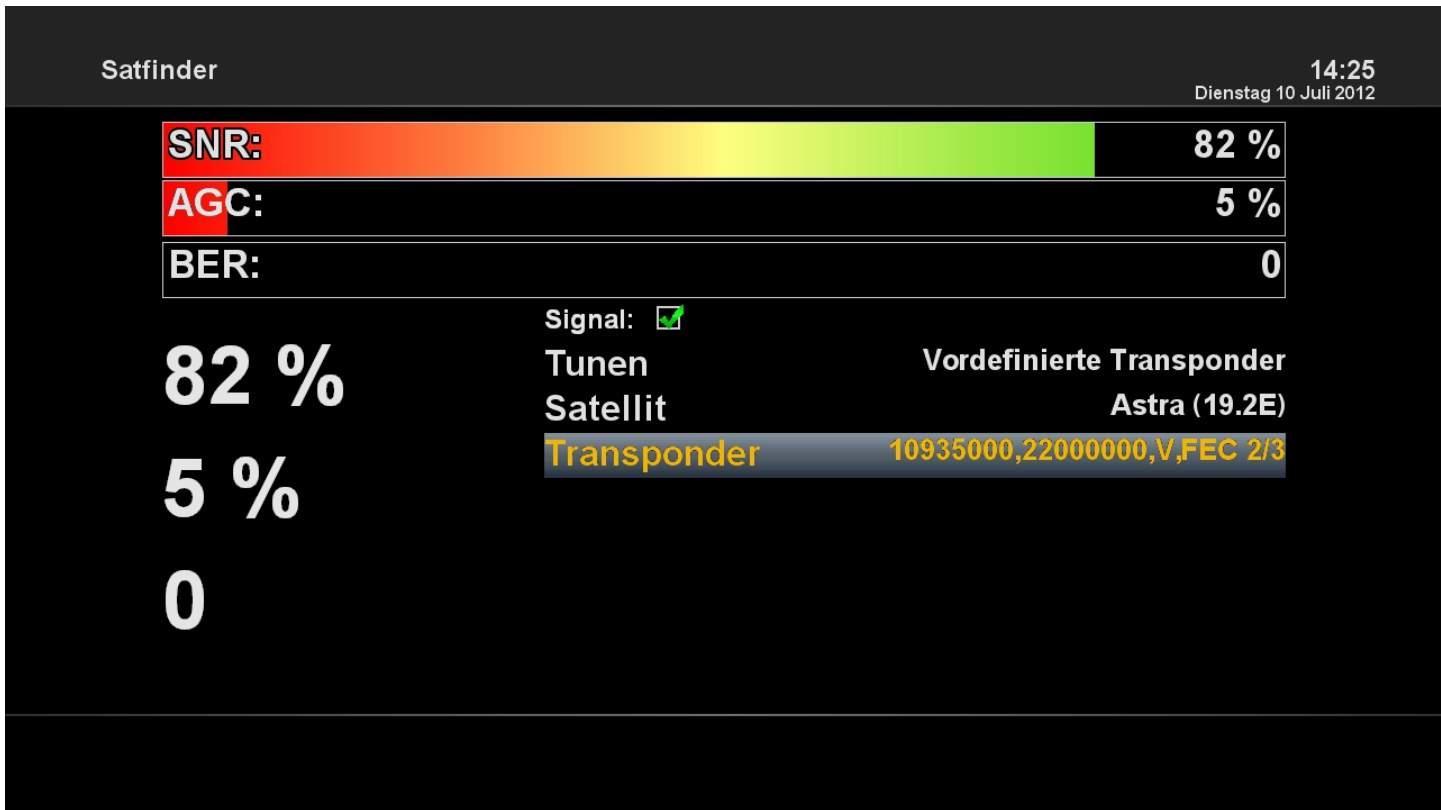 Satfinder
14:25
Dienstag 10 Juli 2012
SNR: 82 %
AGC: 5 %
BER: 0
Signal:
82 %
Tunen Vordefinierte Transponder
Satellit Astra (19.2E)
Transponder 10935000,22000000,V,FEC 2/3
5 %
0